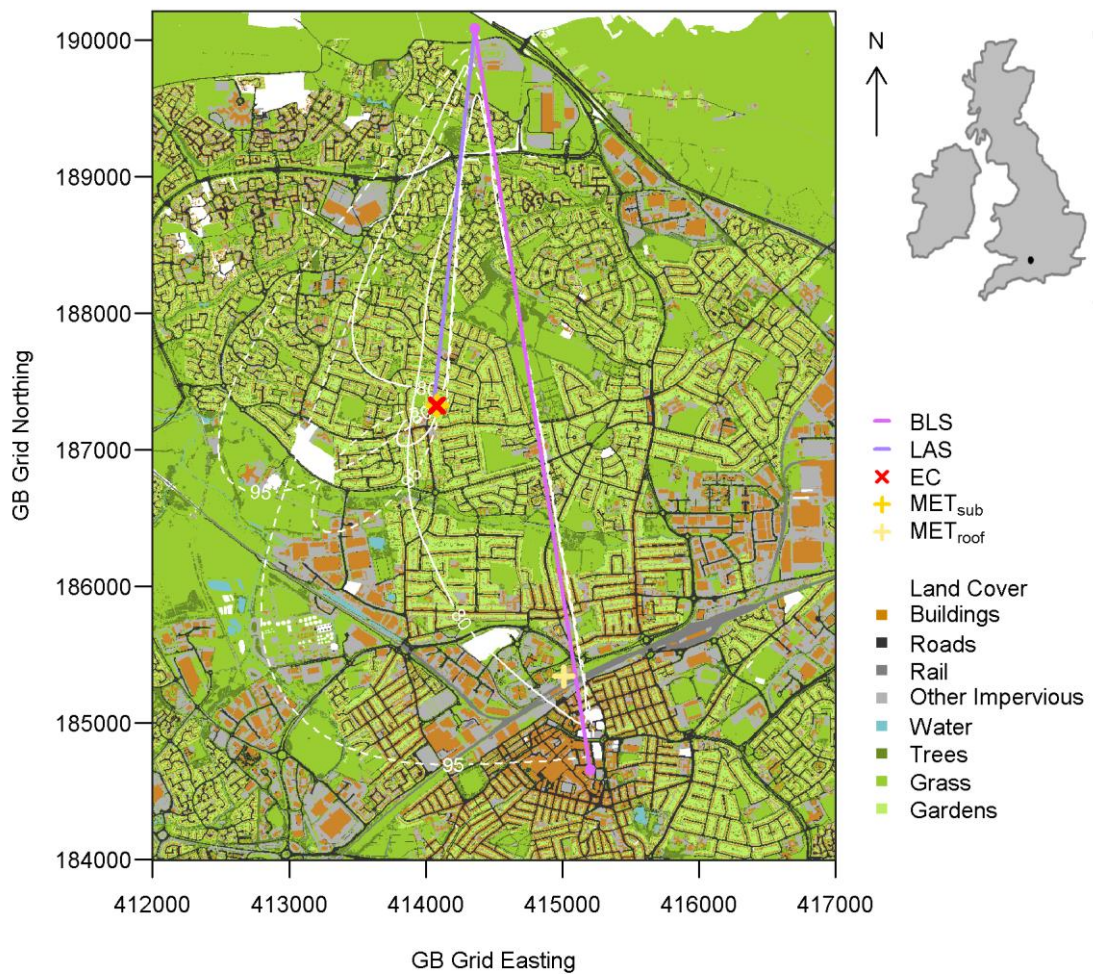 190000
189000
188000
187000
186000
185000
184000
GB Grid Northing
412000 413000 414000 415000 416000 417000
GB Grid Easting
95
80
95
N
BLS
LAS
EC
METsub
METroof
Land Cover
Buildings
Roads
Rail
Other Impervious
Water
Trees
Grass
Gardens